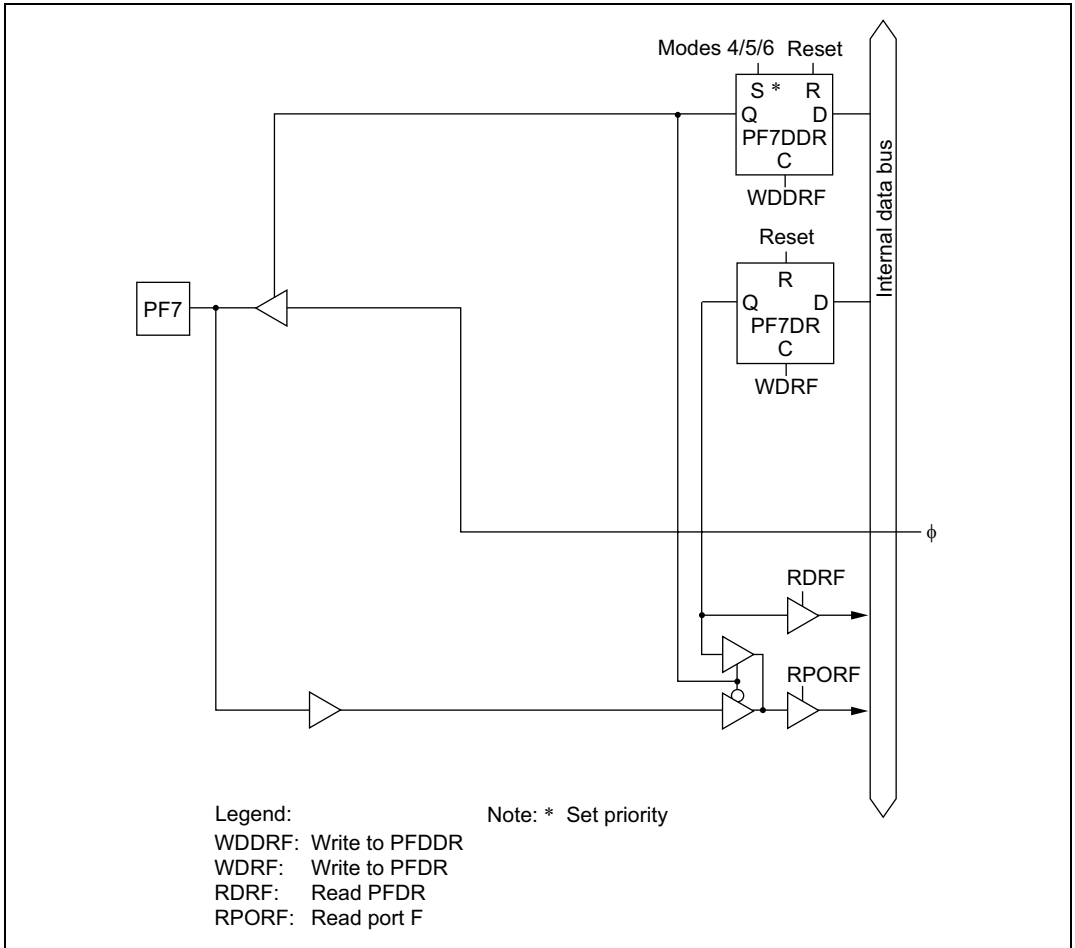 Modes 4/5/6 Reset
S * R
Q D
PF7DDR
C
WDDRF
Internal data bus
Reset
R
PF7
Q D
PF7DR
C
WDRF
ϕ
RDRF
RPORF
Legend:
WDDRF: Write to PFDDR
WDRF: Write to PFDR
RDRF: Read PFDR
RPORF: Read port F
Note: * Set priority